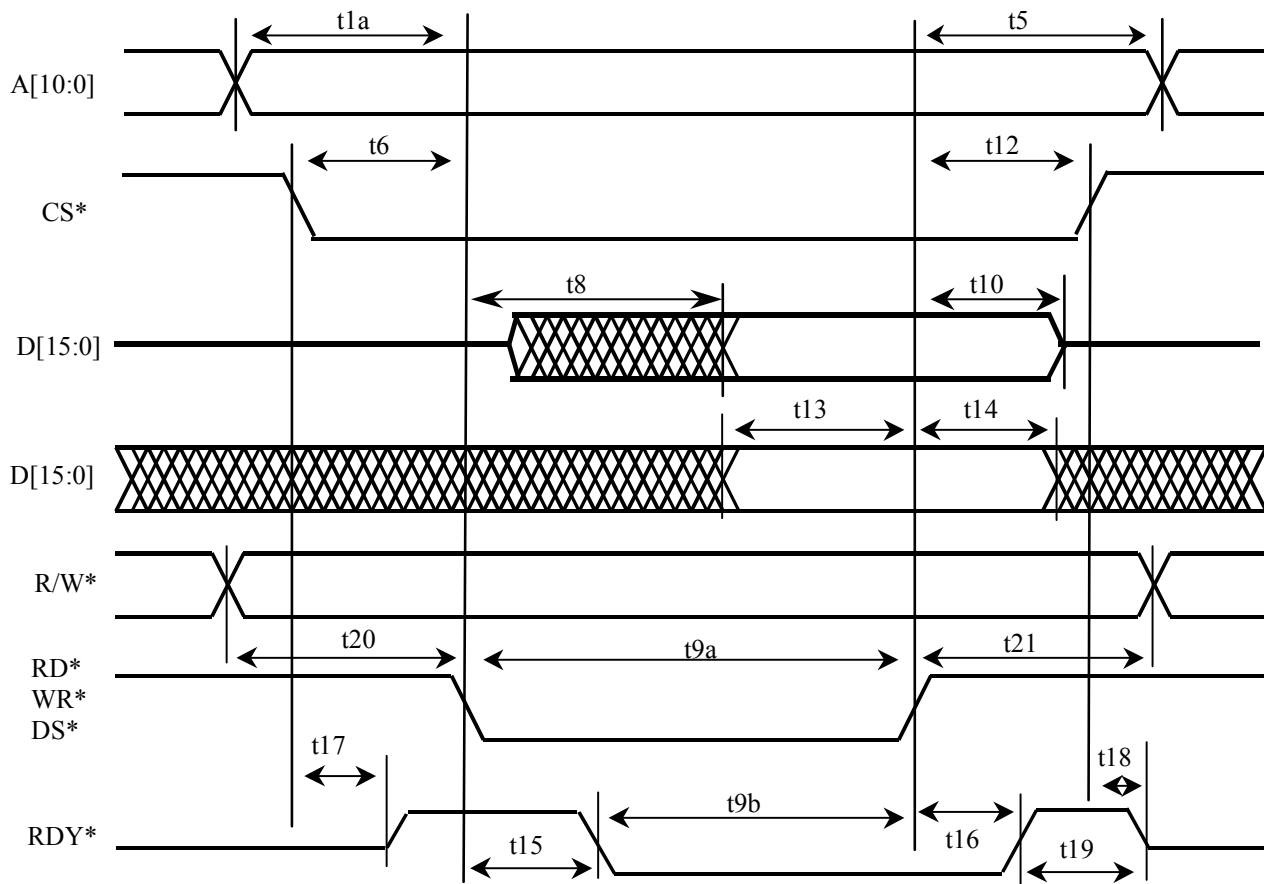 t1a
t5
A[10:0]
t6
t12
CS*
t8
t10
D[15:0]
t13
t14
D[15:0]
R/W*
t20
t9a
t21
RD*
WR*
DS*
t17
t18
t9b
RDY*
t15
t16
t19